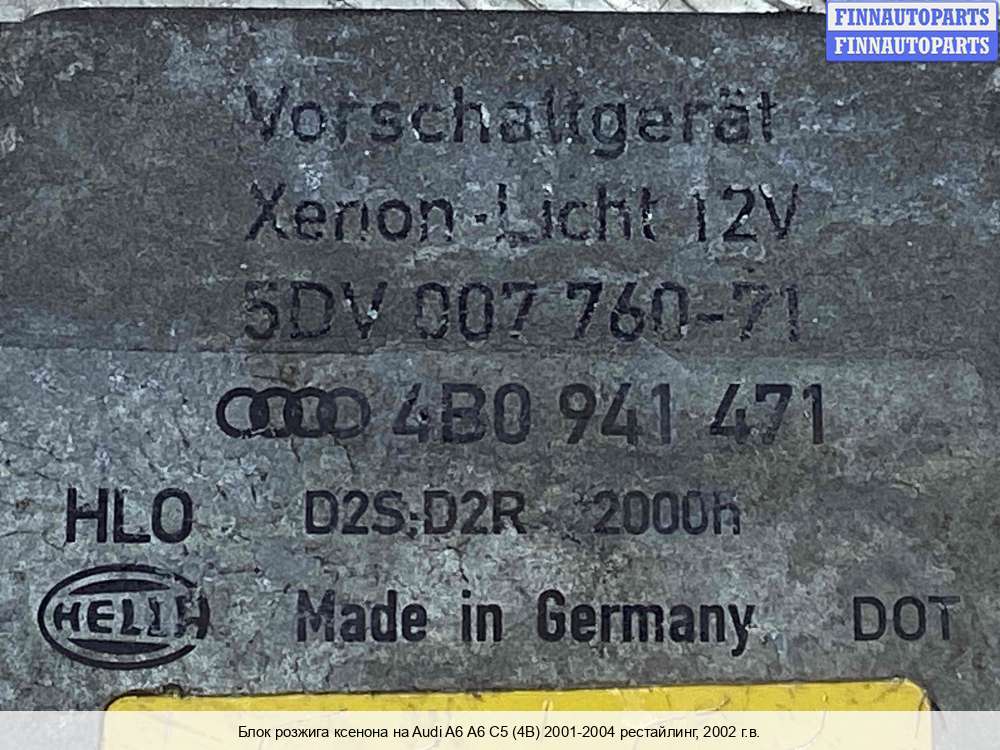 FINNAUTOPARTS
FINNAUTOPARTS
Vorschaltgerät
Xenon-Licht 12V
5DV 007 760-71
4B0 941 471
HLO D2S;D2R 2000h
HELLA Made in Germany DOT
Блок розжига ксенона на Audi A6 A6 C5 (4B) 2001-2004 рестайлинг, 2002 г.в.